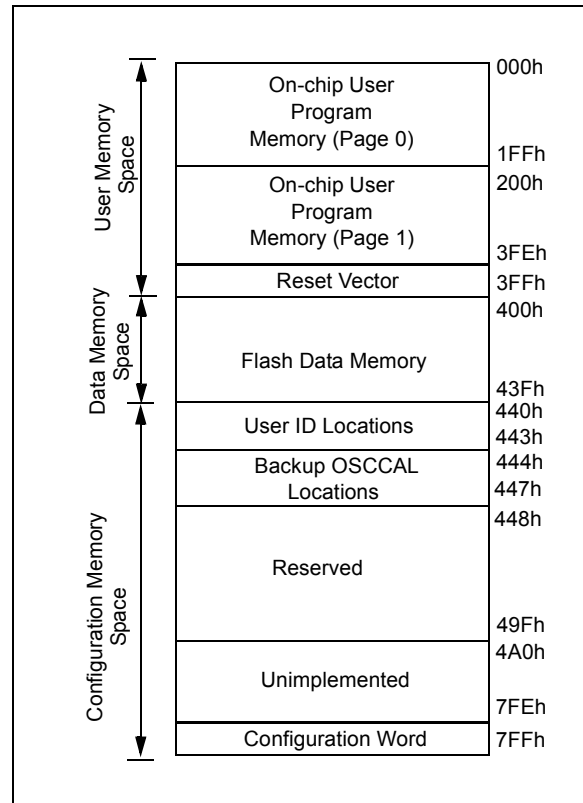 000h
On-chip User
Program
Memory (Page 0)
1FFh
200h
On-chip User
Program
Memory (Page 1)
3FEh
Reset Vector
3FFh
400h
Flash Data Memory
43Fh
440h
User ID Locations
443h
444h
Backup OSCCAL
Locations
447h
448h
Reserved
49Fh
4A0h
Unimplemented
7FEh
Configuration Word
7FFh
User Memory
Space
Data Memory
Space
Configuration Memory
Space